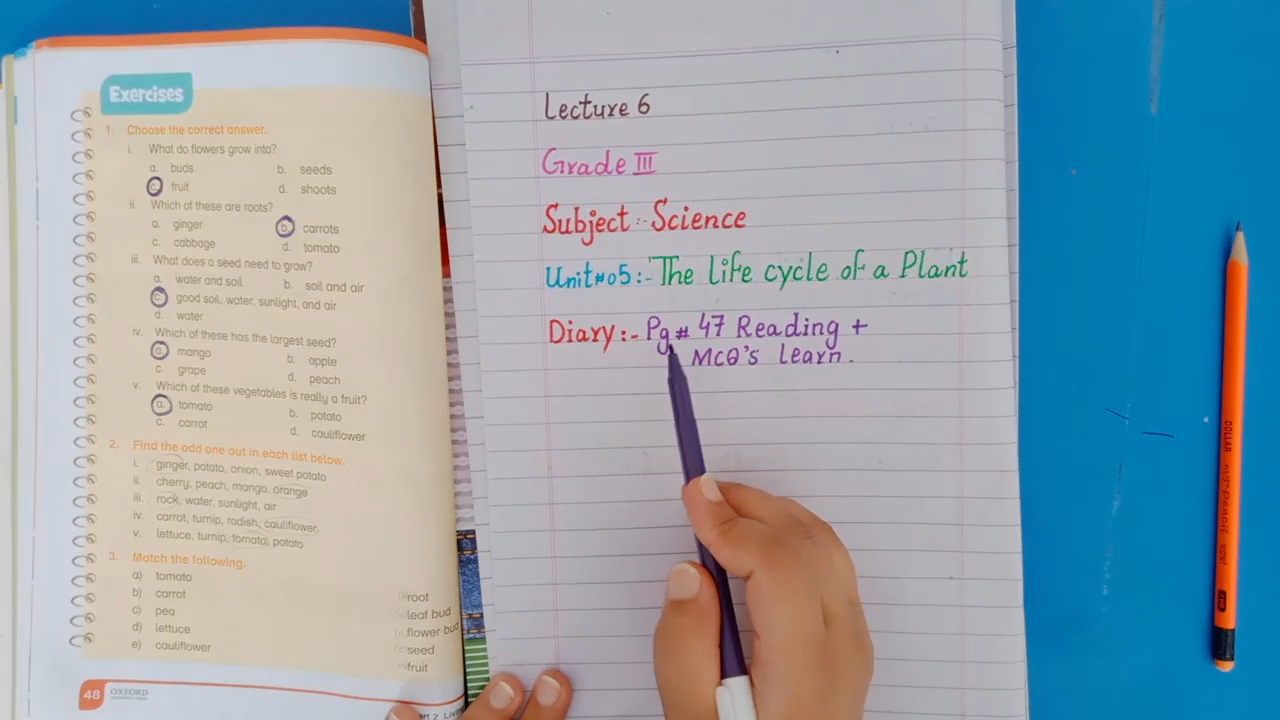 Exercises
1. Choose the correct answer.
i. What do flowers grow into?
a. buds b. seeds
c. fruit d. shoots
ii. Which of these are roots?
a. ginger b. carrots
c. cabbage d. tomato
iii. What does a seed need to grow?
a. water and soil b. soil and air
c. good soil, water, sunlight, and air
d. water
iv. Which of these has the largest seed?
a. mango b. apple
c. grape d. peach
v. Which of these vegetables is really a fruit?
a. tomato b. potato
c. carrot d. cauliflower
2. Find the odd one out in each list below.
i. ginger, potato, onion, sweet potato
ii. cherry, peach, mango, orange
iii. rock, water, sunlight, air
iv. carrot, turnip, radish, cauliflower
v. lettuce, turnip, tomato, potato
3. Match the following.
a) tomato
b) carrot root
c) pea leaf bud
d) lettuce flower bud
e) cauliflower seed
fruit
48 OXFORD
Lecture 6
Grade III
Subject :- Science
Unit#05:- The life cycle of a Plant
Diary:- Pg# 47 Reading +
MCQ's Learn.
DOLLAR